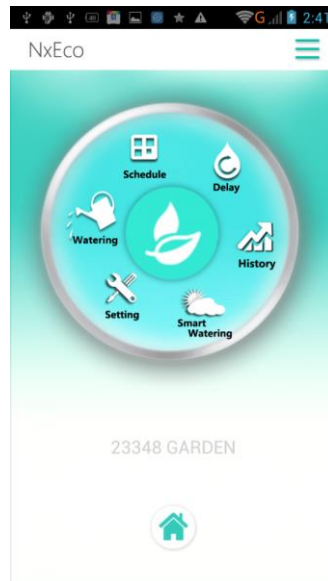 G 2:41
NxEco
Schedule
Delay
Watering
History
Setting
Smart
Watering
23348 GARDEN